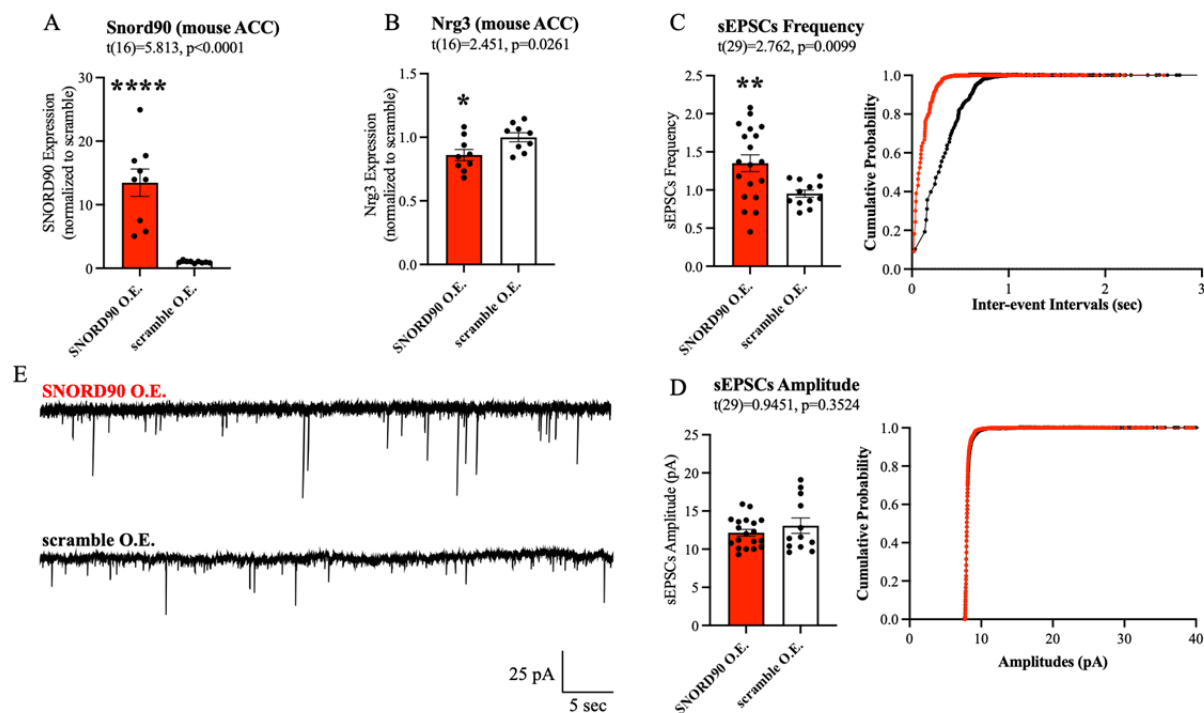 A
Snord90 (mouse ACC)
t(16)=5.813, p<0.0001
SNORD90 Expression
(normalized to scramble)
30
20
10
0
****
SNORD90 O.E.
scramble O.E.
B
Nrg3 (mouse ACC)
t(16)=2.451, p=0.0261
Nrg3 Expression
(normalized to scramble)
1.5
1.0
0.5
0.0
*
SNORD90 O.E.
scramble O.E.
C
sEPSCs Frequency
t(29)=2.762, p=0.0099
sEPSCs Frequency
2.5
2.0
1.5
1.0
0.5
0.0
**
SNORD90 O.E.
scramble O.E.
Cumulative Probability
1.0
0.8
0.6
0.4
0.2
0.0
0 1 2 3
Inter-event Intervals (sec)
E
SNORD90 O.E.
scramble O.E.
25 pA
5 sec
D
sEPSCs Amplitude
t(29)=0.9451, p=0.3524
sEPSCs Amplitude (pA)
25
20
15
10
5
0
SNORD90 O.E.
scramble O.E.
Cumulative Probability
1.0
0.8
0.6
0.4
0.2
0.0
0 10 20 30 40
Amplitudes (pA)